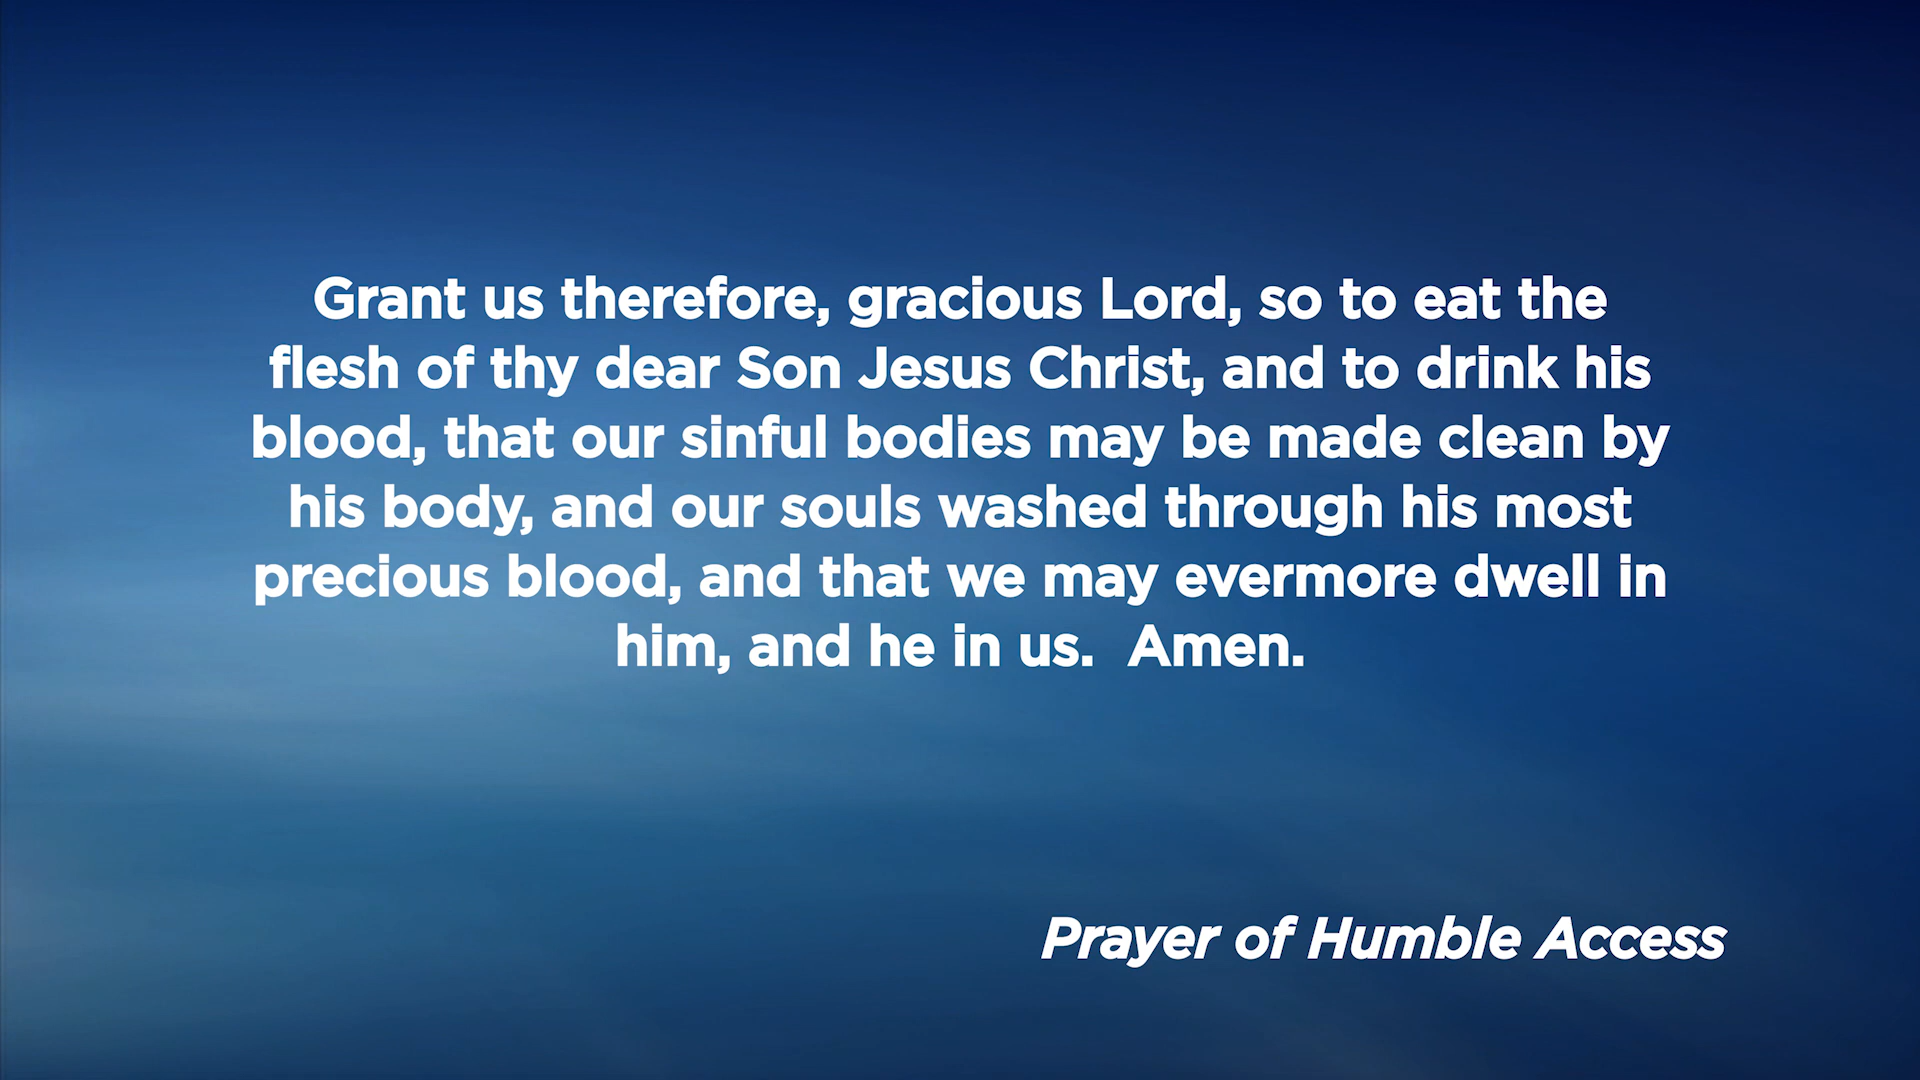 Grant us therefore, gracious Lord, so to eat the
flesh of thy dear Son Jesus Christ, and to drink his
blood, that our sinful bodies may be made clean by
his body, and our souls washed through his most
precious blood, and that we may evermore dwell in
him, and he in us.  Amen.
Prayer of Humble Access